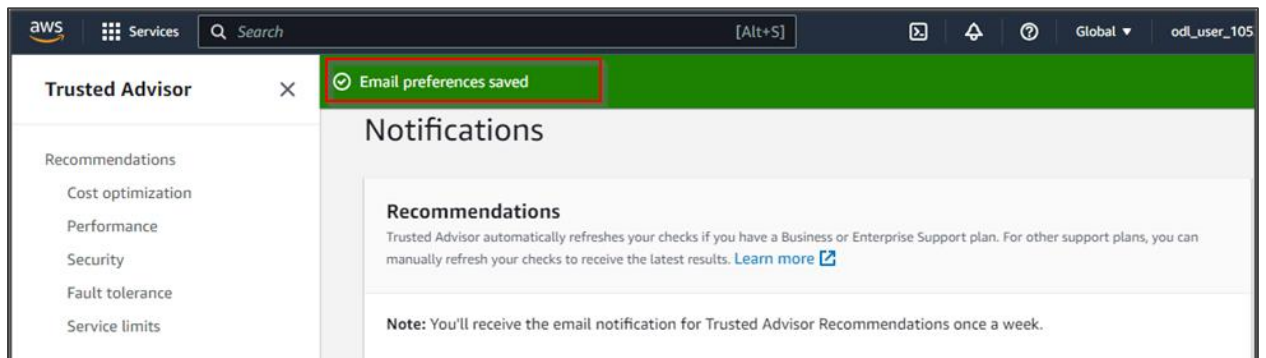 aws
Services
Search
[Alt+S]
Global
odl_user_105
Trusted Advisor
Email preferences saved
Notifications
Recommendations
Cost optimization
Performance
Security
Fault tolerance
Service limits
Recommendations
Trusted Advisor automatically refreshes your checks if you have a Business or Enterprise Support plan. For other support plans, you can
manually refresh your checks to receive the latest results. Learn more
Note: You'll receive the email notification for Trusted Advisor Recommendations once a week.